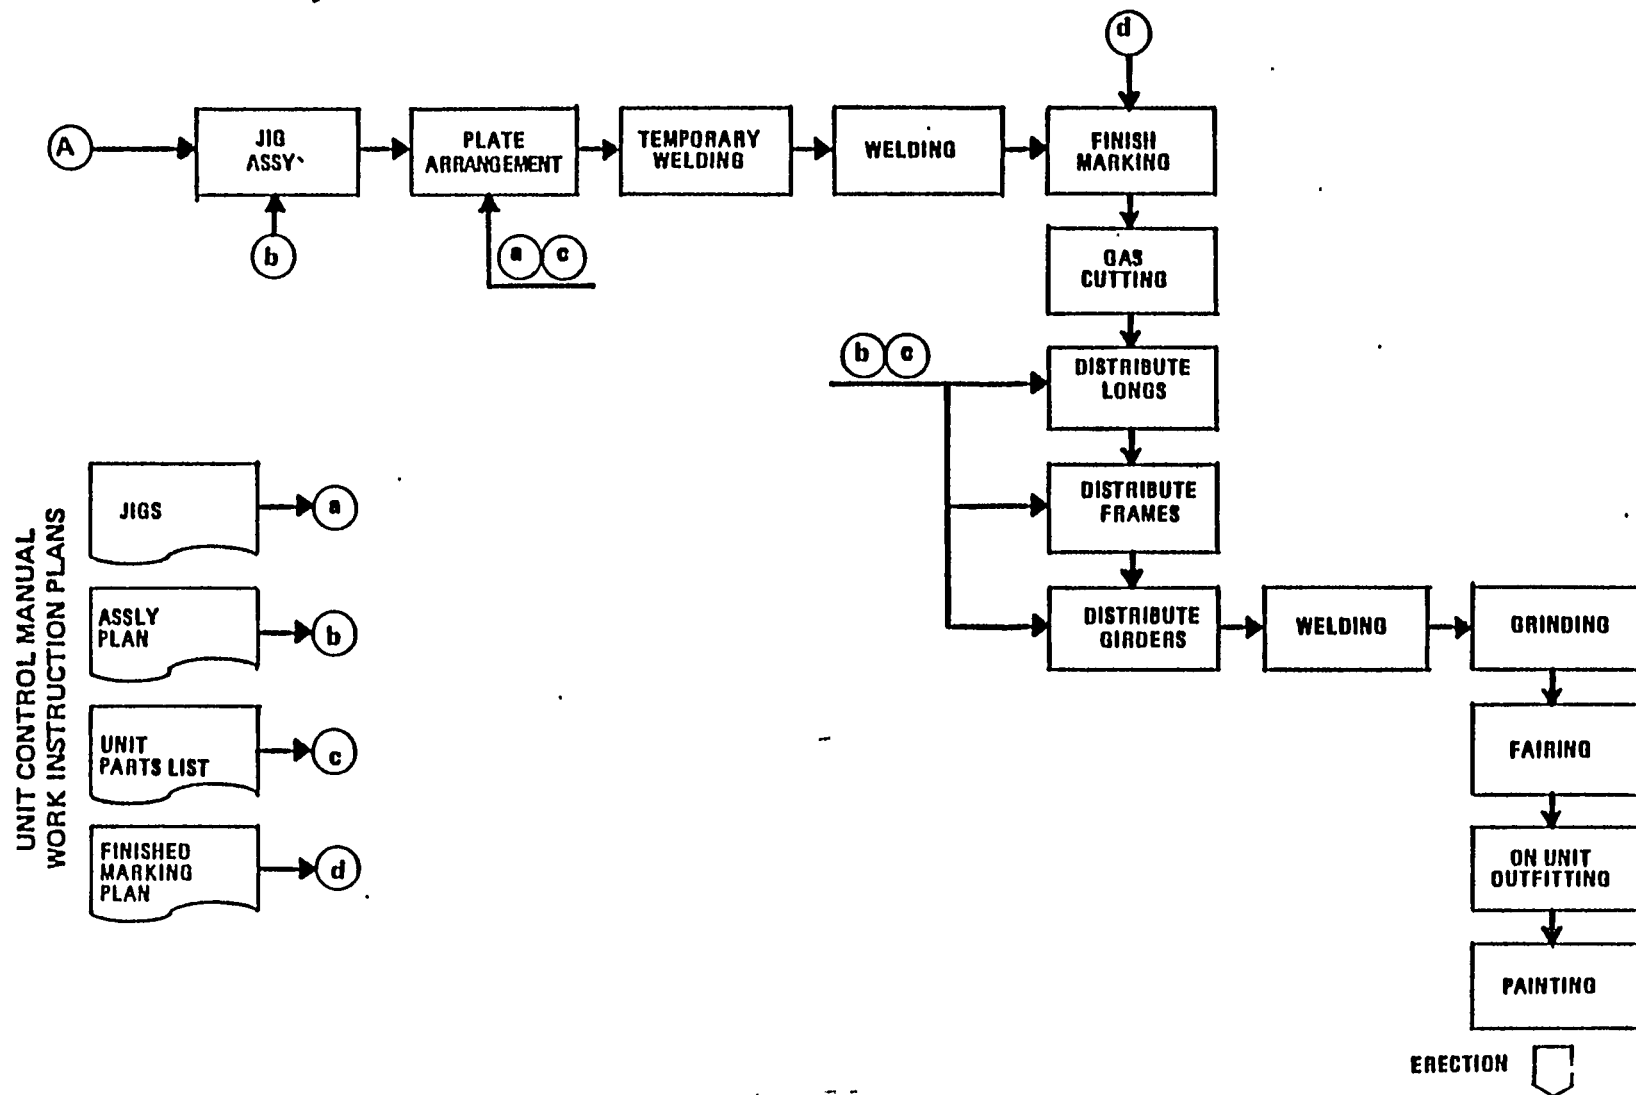 d
A
JIG
ASSY
PLATE
ARRANGEMENT
TEMPORARY
WELDING
WELDING
FINISH
MARKING
b
a c
GAS
CUTTING
b c
DISTRIBUTE
LONGS
DISTRIBUTE
FRAMES
DISTRIBUTE
GIRDERS
WELDING
GRINDING
FAIRING
ON UNIT
OUTFITTING
PAINTING
ERECTION
UNIT CONTROL MANUAL
WORK INSTRUCTION PLANS
JIGS
a
ASSLY
PLAN
b
UNIT
PARTS LIST
c
FINISHED
MARKING
PLAN
d